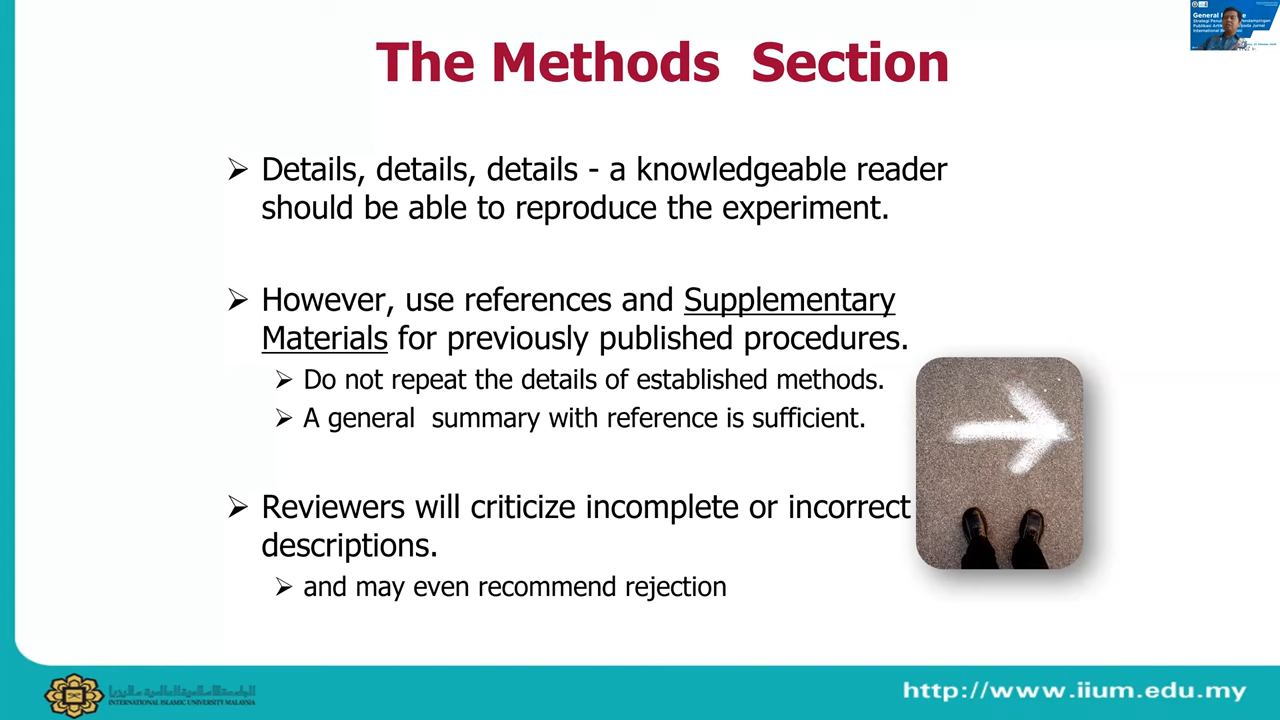 The Methods Section
Details, details, details - a knowledgeable reader
should be able to reproduce the experiment.
However, use references and Supplementary
Materials for previously published procedures.
Do not repeat the details of established methods.
A general summary with reference is sufficient.
Reviewers will criticize incomplete or incorrect
descriptions.
and may even recommend rejection
INTERNATIONAL ISLAMIC UNIVERSITY MALAYSIA
http://www.iium.edu.my